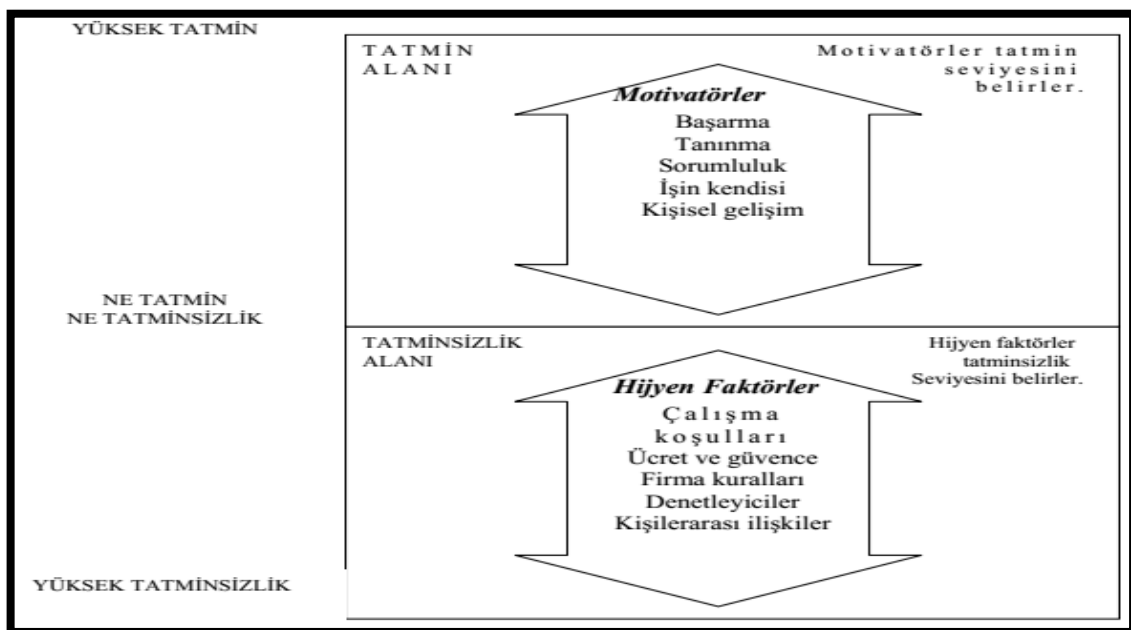 YÜKSEK TATMİN
TATMİN
ALANI
Motivatörler tatmin
seviyesini
belirler.
Motivatörler
Başarma
Tanınma
Sorumluluk
İşin kendisi
Kişisel gelişim
NE TATMİN
NE TATMİNSİZLİK
TATMİNSİZLİK
ALANI
Hijyen faktörler
tatminsizlik
Seviyesini belirler.
Hijyen Faktörler
Çalışma
koşulları
Ücret ve güvence
Firma kuralları
Denetleyiciler
Kişilerarası ilişkiler
YÜKSEK TATMİNSİZLİK